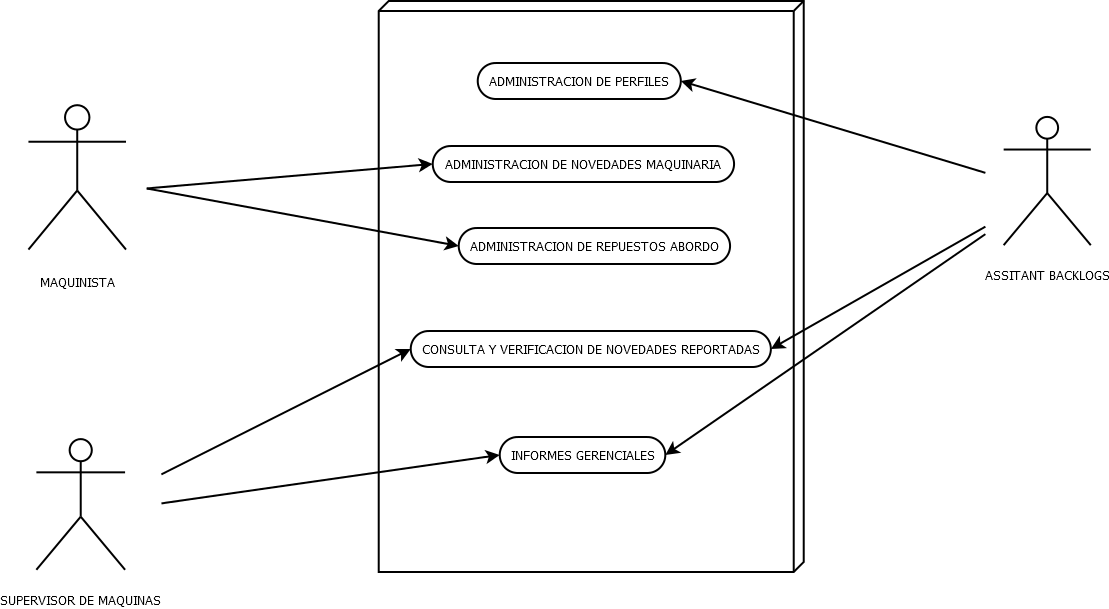 ADMINISTRACION DE PERFILES
ADMINISTRACION DE NOVEDADES MAQUINARIA
ADMINISTRACION DE REPUESTOS ABORDO
MAQUINISTA
ASSITANT BACKLOGS
CONSULTA Y VERIFICACION DE NOVEDADES REPORTADAS
INFORMES GERENCIALES
SUPERVISOR DE MAQUINAS